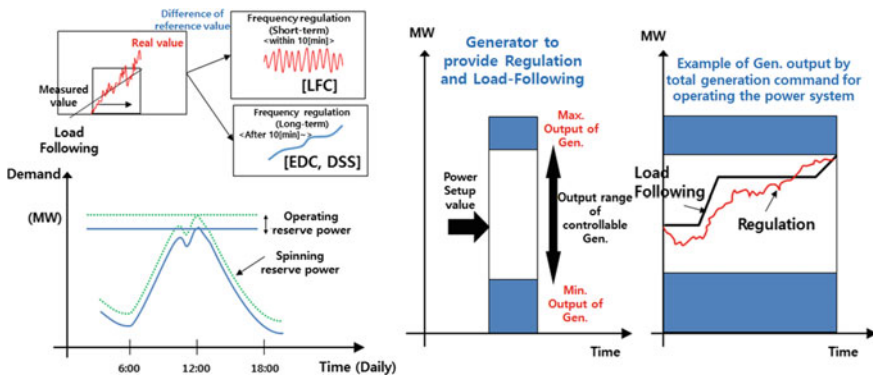 Difference of
reference value
Real value
Measured
value
Load
Following
Frequency regulation
(Short-term)
<within 10[min]>
[LFC]
Frequency regulation
(Long-term)
<After 10[min]~>
[EDC, DSS]
Demand
(MW)
Operating
reserve power
Spinning
reserve power
6:00
12:00
18:00
Time (Daily)
MW
Generator to
provide Regulation
and Load-Following
Max.
Output of
Gen.
Power
Setup
value
Output range
of
controllable
Gen.
Min.
Output of
Gen.
Time
MW
Example of Gen. output by
total generation command for
operating the power system
Load
Following
Regulation
Time